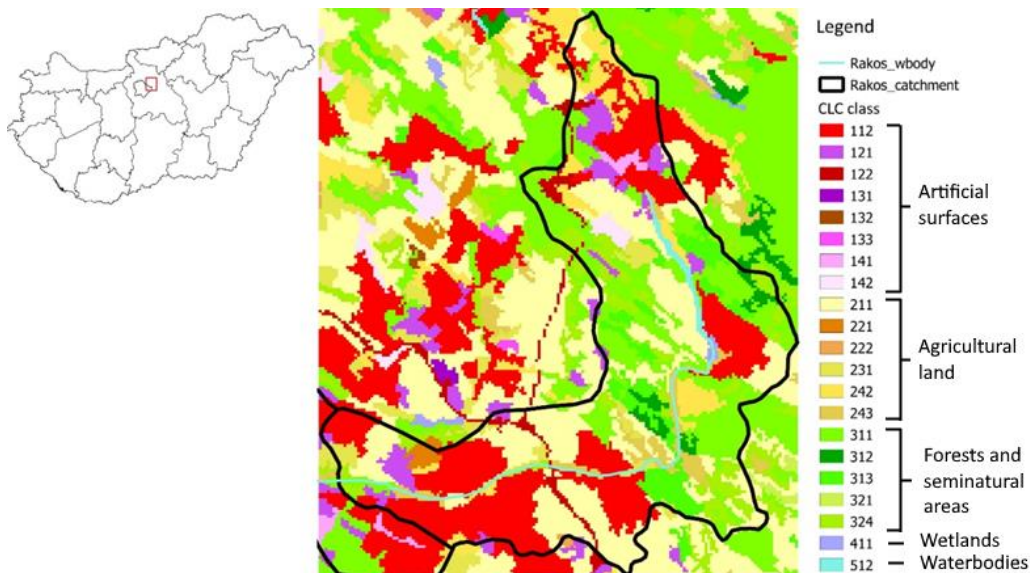 Legend
Rakos_wbody
Rakos_catchment
CLC class
112
121
122
131
132
133
141
142
Artificial
surfaces
211
221
222
231
242
243
Agricultural
land
311
312
313
321
324
Forests and
seminatural
areas
411
Wetlands
512
Waterbodies